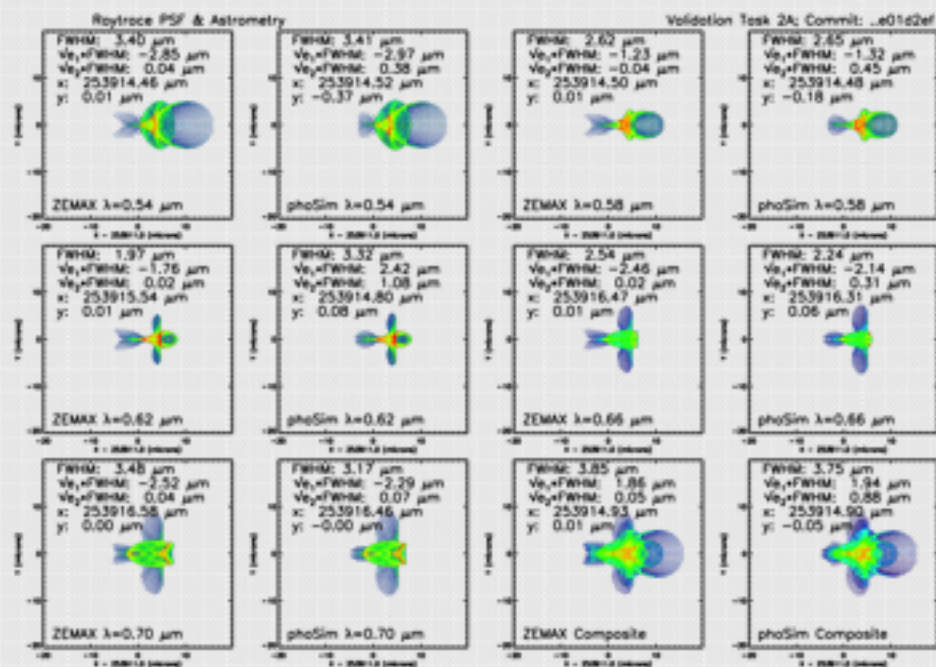 Raytrace PSF & Astrometry
Validation Task 2A; Commit: ..e01d2ef
FWHM: 3.40 μm
√e₁*FWHM: -2.85 μm
√e₂*FWHM: 0.04 μm
x: 253914.46 μm
y: 0.01 μm
ZEMAX λ=0.54 μm
FWHM: 3.41 μm
√e₁*FWHM: -2.97 μm
√e₂*FWHM: 0.38 μm
x: 253914.52 μm
y: -0.37 μm
phoSim λ=0.54 μm
FWHM: 2.62 μm
√e₁*FWHM: -1.23 μm
√e₂*FWHM: -0.04 μm
x: 253914.50 μm
y: 0.01 μm
ZEMAX λ=0.58 μm
FWHM: 2.65 μm
√e₁*FWHM: -1.32 μm
√e₂*FWHM: 0.45 μm
x: 253914.48 μm
y: -0.18 μm
phoSim λ=0.58 μm
FWHM: 1.97 μm
√e₁*FWHM: -1.76 μm
√e₂*FWHM: 0.02 μm
x: 253915.54 μm
y: 0.01 μm
ZEMAX λ=0.62 μm
FWHM: 3.32 μm
√e₁*FWHM: 2.42 μm
√e₂*FWHM: 1.08 μm
x: 253914.80 μm
y: 0.08 μm
phoSim λ=0.62 μm
FWHM: 2.54 μm
√e₁*FWHM: -2.46 μm
√e₂*FWHM: 0.02 μm
x: 253916.47 μm
y: 0.01 μm
ZEMAX λ=0.66 μm
FWHM: 2.24 μm
√e₁*FWHM: -2.14 μm
√e₂*FWHM: 0.31 μm
x: 253916.31 μm
y: 0.06 μm
phoSim λ=0.66 μm
FWHM: 3.48 μm
√e₁*FWHM: -2.52 μm
√e₂*FWHM: 0.04 μm
x: 253916.58 μm
y: 0.00 μm
ZEMAX λ=0.70 μm
FWHM: 3.17 μm
√e₁*FWHM: -2.29 μm
√e₂*FWHM: 0.07 μm
x: 253916.46 μm
y: -0.00 μm
phoSim λ=0.70 μm
FWHM: 3.85 μm
√e₁*FWHM: 1.86 μm
√e₂*FWHM: 0.05 μm
x: 253914.93 μm
y: 0.01 μm
ZEMAX Composite
FWHM: 3.75 μm
√e₁*FWHM: 1.94 μm
√e₂*FWHM: 0.88 μm
x: 253914.90 μm
y: -0.05 μm
phoSim Composite